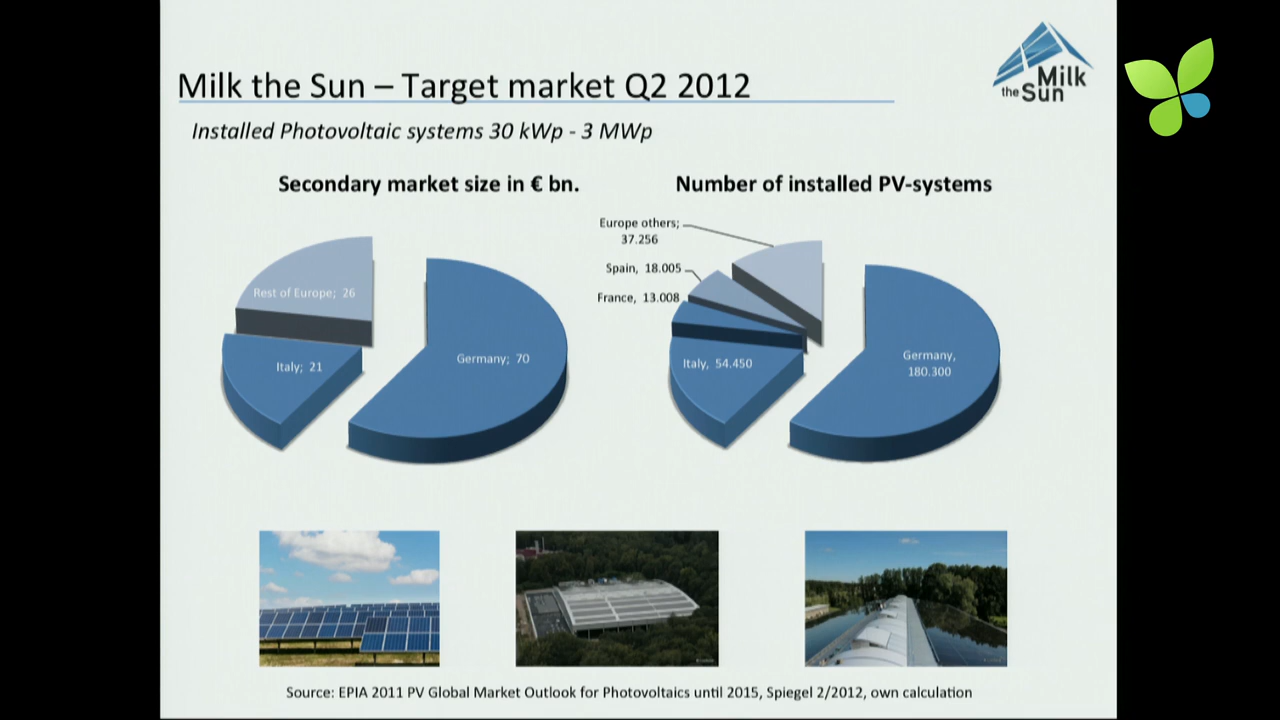 Milk the Sun – Target market Q2 2012
Milk
the Sun
Installed Photovoltaic systems 30 kWp - 3 MWp
Secondary market size in € bn.
Rest of Europe; 26
Italy; 21
Germany; 70
Number of installed PV-systems
Europe others;
37.256
Spain, 18.005
France, 13.008
Italy, 54.450
Germany,
180.300
Source: EPIA 2011 PV Global Market Outlook for Photovoltaics until 2015, Spiegel 2/2012, own calculation